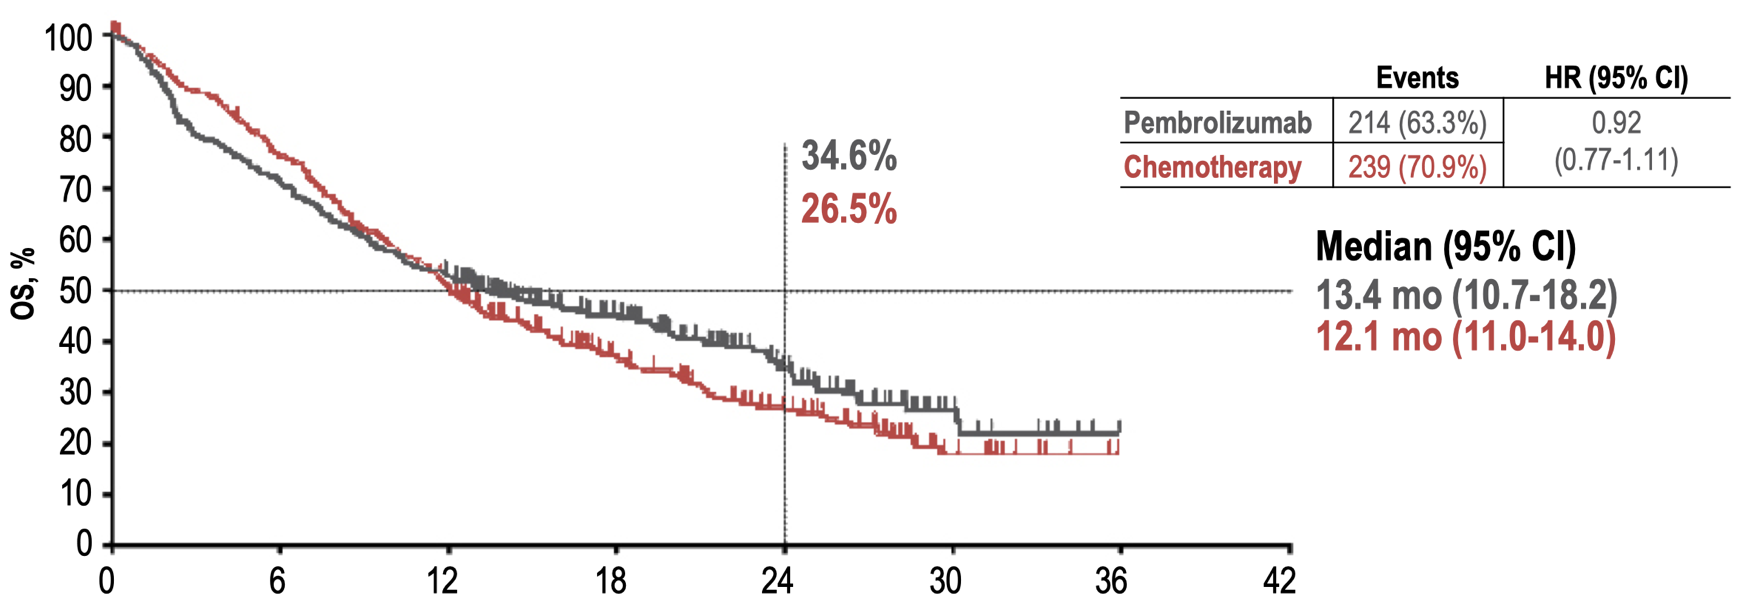 OS, %
100
90
80
70
60
50
40
30
20
10
0
0 6 12 18 24 30 36 42
34.6%
26.5%
Events HR (95% CI)
Pembrolizumab 214 (63.3%) 0.92
Chemotherapy 239 (70.9%) (0.77-1.11)
Median (95% CI)
13.4 mo (10.7-18.2)
12.1 mo (11.0-14.0)